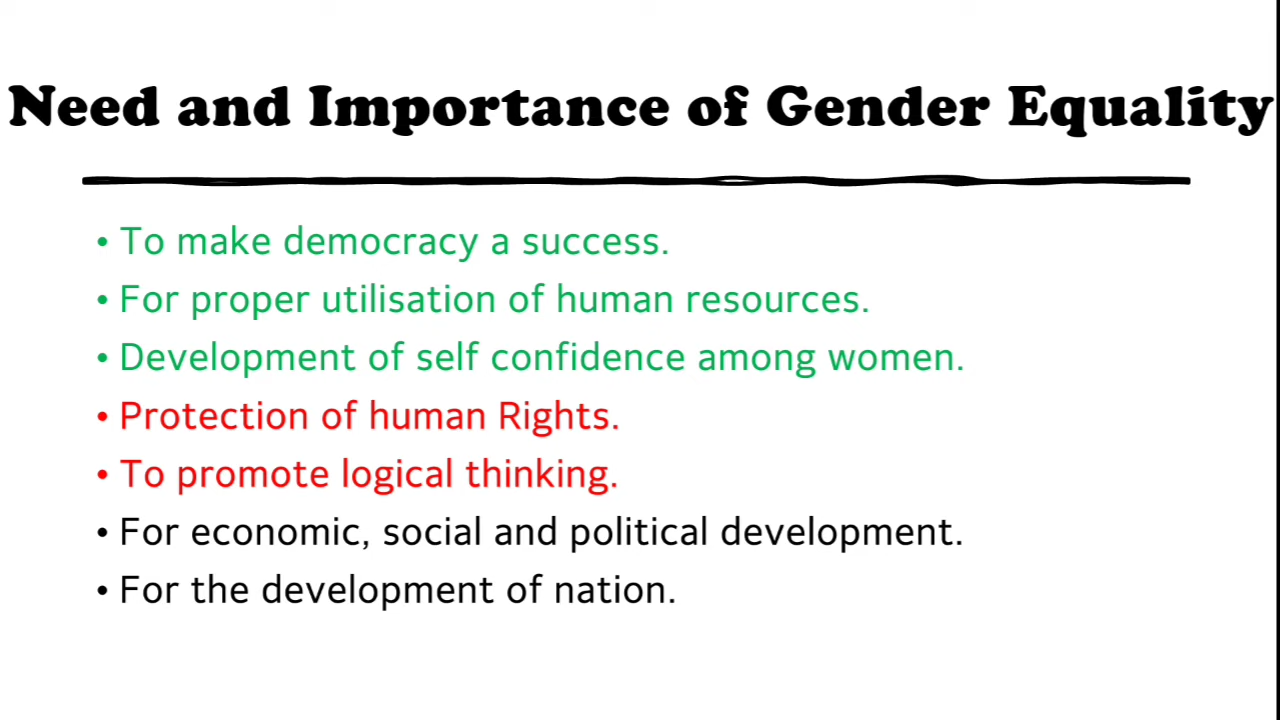 Need and Importance of Gender Equality
• To make democracy a success.
• For proper utilisation of human resources.
• Development of self confidence among women.
• Protection of human Rights.
• To promote logical thinking.
• For economic, social and political development.
• For the development of nation.